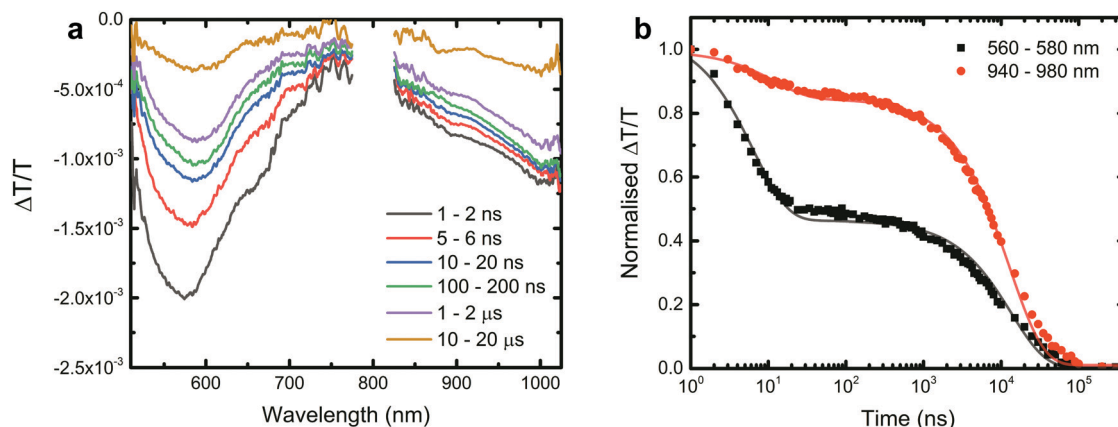 a
0.0
-5.0x10⁻⁴
-1.0x10⁻³
-1.5x10⁻³
-2.0x10⁻³
-2.5x10⁻³
ΔT/T
1 - 2 ns
5 - 6 ns
10 - 20 ns
100 - 200 ns
1 - 2 μs
10 - 20 μs
600 700 800 900 1000
Wavelength (nm)
b
1.0
0.8
0.6
0.4
0.2
0.0
Normalised ΔT/T
560 - 580 nm
940 - 980 nm
10⁰ 10¹ 10² 10³ 10⁴ 10⁵
Time (ns)